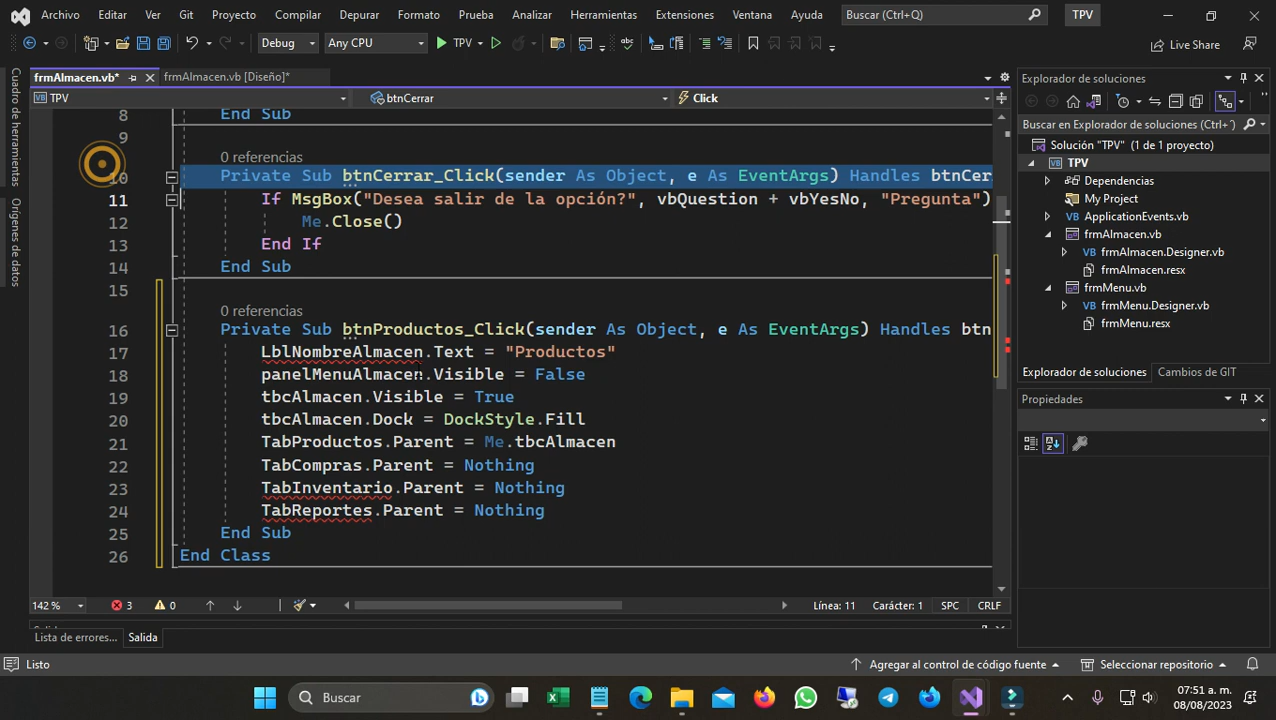 Archivo Editar Ver Git Proyecto Compilar Depurar Formato Prueba Analizar Herramientas Extensiones Ventana Ayuda Buscar (Ctrl+Q) TPV
Debug Any CPU TPV Live Share
frmAlmacen.vb* frmAlmacen.vb [Diseño]*
TPV btnCerrar Click
Cuadro de herramientas
Orígenes de datos
8 End Sub
9
0 referencias
10 Private Sub btnCerrar_Click(sender As Object, e As EventArgs) Handles btnCer
11 If MsgBox("Desea salir de la opción?", vbQuestion + vbYesNo, "Pregunta")
12 Me.Close()
13 End If
14 End Sub
15
0 referencias
16 Private Sub btnProductos_Click(sender As Object, e As EventArgs) Handles btn
17 LblNombreAlmacen.Text = "Productos"
18 panelMenuAlmacen.Visible = False
19 tbcAlmacen.Visible = True
20 tbcAlmacen.Dock = DockStyle.Fill
21 TabProductos.Parent = Me.tbcAlmacen
22 TabCompras.Parent = Nothing
23 TabInventario.Parent = Nothing
24 TabReportes.Parent = Nothing
25 End Sub
26 End Class
142 % 3 0 Línea: 11 Carácter: 1 SPC CRLF
Lista de errores... Salida
Explorador de soluciones
Buscar en Explorador de soluciones (Ctrl+´)
Solución "TPV" (1 de 1 proyecto)
TPV
Dependencias
My Project
ApplicationEvents.vb
frmAlmacen.vb
frmAlmacen.Designer.vb
frmAlmacen.resx
frmMenu.vb
frmMenu.Designer.vb
frmMenu.resx
Explorador de soluciones Cambios de GIT
Propiedades
Listo Agregar al control de código fuente Seleccionar repositorio
Buscar 07:51 a. m.
08/08/2023